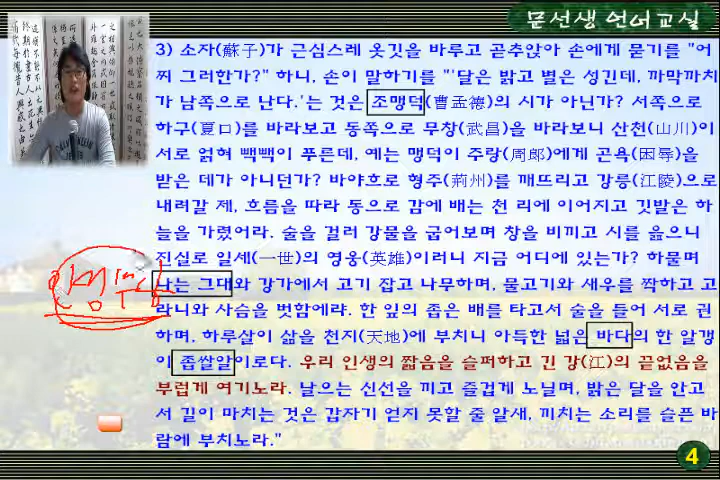 문선생 언어교실
3) 소자(蘇子)가 근심스레 옷깃을 바루고 곧추앉아 손에게 묻기를 "어
찌 그러한가?" 하니, 손이 말하기를 "'달은 밝고 별은 성긴데, 까막까치
가 남쪽으로 난다.'는 것은 조맹덕(曹孟德)의 시가 아닌가? 서쪽으로
하구(夏口)를 바라보고 동쪽으로 무창(武昌)을 바라보니 산천(山川)이
서로 얽혀 빽빽이 푸른데, 예는 맹덕이 주랑(周郞)에게 곤욕(困辱)을
받은 데가 아니던가? 바야흐로 형주(荊州)를 깨뜨리고 강릉(江陵)으로
내려갈 제, 흐름을 따라 동으로 감에 배는 천 리에 이어지고 깃발은 하
늘을 가렸어라. 술을 걸러 강물을 굽어보며 창을 비끼고 시를 읊으니
진실로 일세(一世)의 영웅(英雄)이러니 지금 어디에 있는가? 하물며
나는 그대와 강가에서 고기 잡고 나무하며, 물고기와 새우를 짝하고 고
라니와 사슴을 벗함에랴. 한 잎의 좁은 배를 타고서 술을 들어 서로 권
하며, 하루살이 삶을 천지(天地)에 부치니 아득한 넓은 바다의 한 알갱
이 좁쌀알이로다. 우리 인생의 짧음을 슬퍼하고 긴 강(江)의 끝없음을
부럽게 여기노라. 날으는 신선을 끼고 즐겁게 노닐며, 밝은 달을 안고
서 길이 마치는 것은 갑자기 얻지 못할 줄 알새, 끼치는 소리를 슬픈 바
람에 부치노라."
인생무상
4